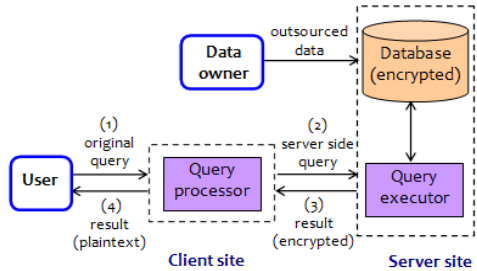 Data
owner
outsourced
data
Database
(encrypted)
(1)
original
query
(2)
server side
query
User
Query
processor
Query
executor
(4)
result
(plaintext)
(3)
result
(encrypted)
Client site
Server site